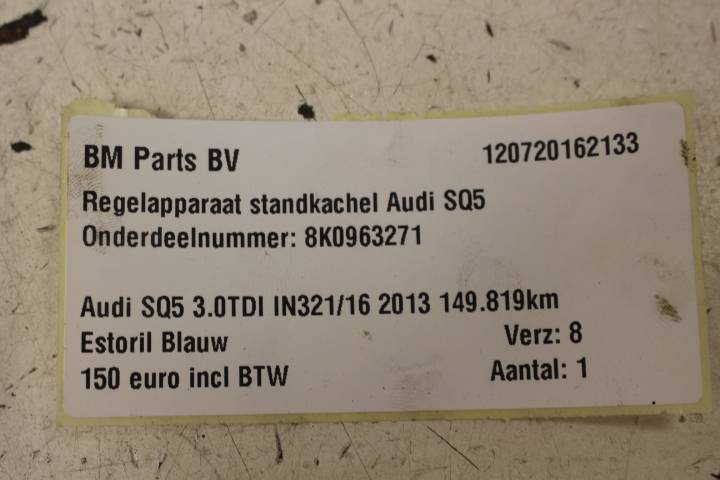 BM Parts BV 120720162133
Regelapparaat standkachel Audi SQ5
Onderdeelnummer: 8K0963271
Audi SQ5 3.0TDI IN321/16 2013 149.819km
Estoril Blauw Verz: 8
150 euro incl BTW Aantal: 1